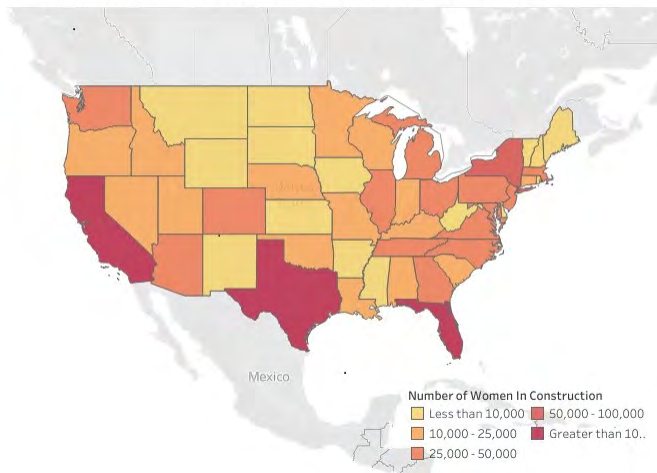 Mexico
Number of Women In Construction
Less than 10,000
50,000 - 100,000
10,000 - 25,000
Greater than 10..
25,000 - 50,000